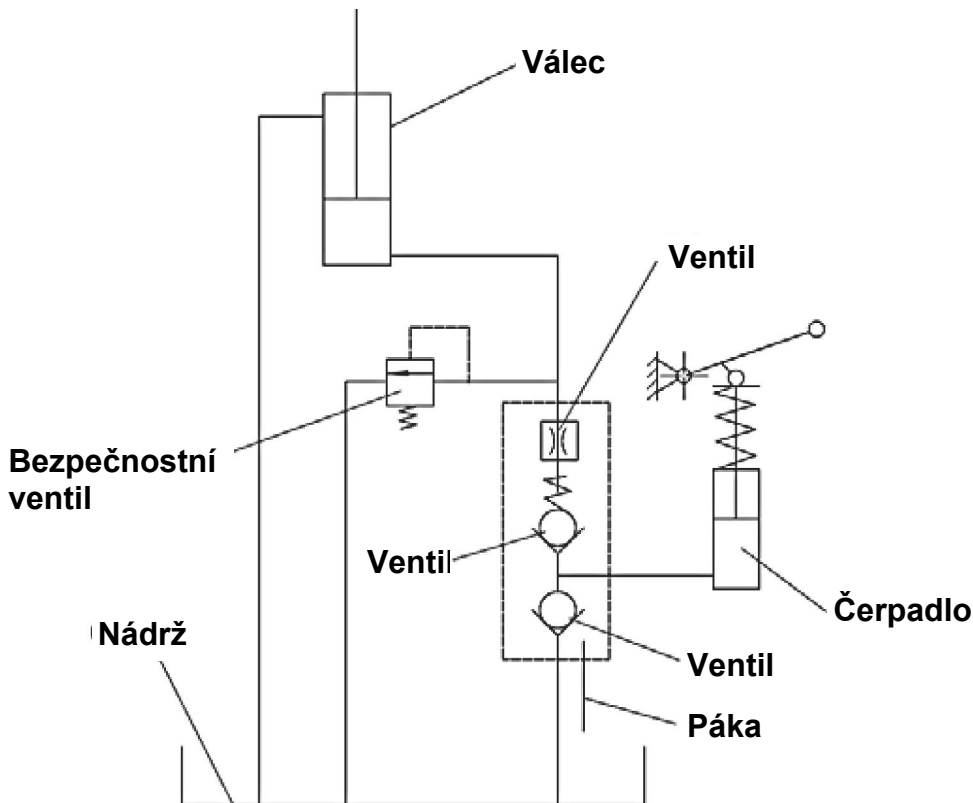 Válec
Ventil
Bezpečnostní
ventil
Ventil
Čerpadlo
Nádrž
Ventil
Páka